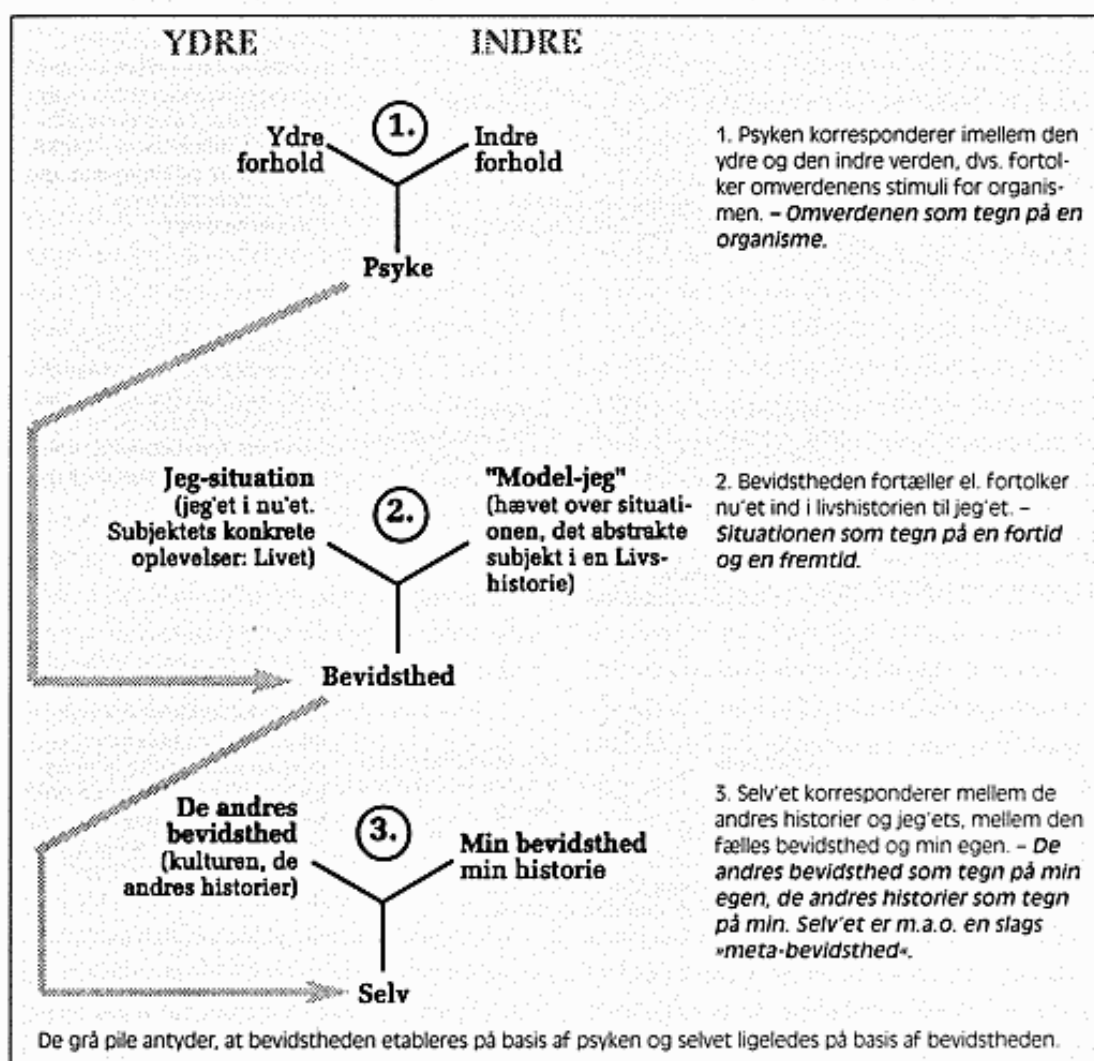 YDRE
INDRE
1.
Ydre
forhold
Indre
forhold
Psyke
1. Psyken korresponderer imellem den
ydre og den indre verden, dvs. fortol-
ker omverdenens stimuli for organis-
men. – Omverdenen som tegn på en
organisme.
Jeg-situation
(jeg'et i nu'et.
Subjektets konkrete
oplevelser: Livet)
2.
"Model-jeg"
(hævet over situati-
onen, det abstrakte
subjekt i en Livs-
historie)
Bevidsthed
2. Bevidstheden fortæller el. fortolker
nu'et ind i livshistorien til jeg'et. –
Situationen som tegn på en fortid
og en fremtid.
De andres
bevidsthed
(kulturen, de
andres historier)
3.
Min bevidsthed
min historie
Selv
3. Selv'et korresponderer mellem de
andres historier og jeg'ets, mellem den
fælles bevidsthed og min egen. – De
andres bevidsthed som tegn på min
egen, de andres historier som tegn
på min. Selv'et er m.a.o. en slags
»meta-bevidsthed«.
De grå pile antyder, at bevidstheden etableres på basis af psyken og selvet ligeledes på basis af bevidstheden.